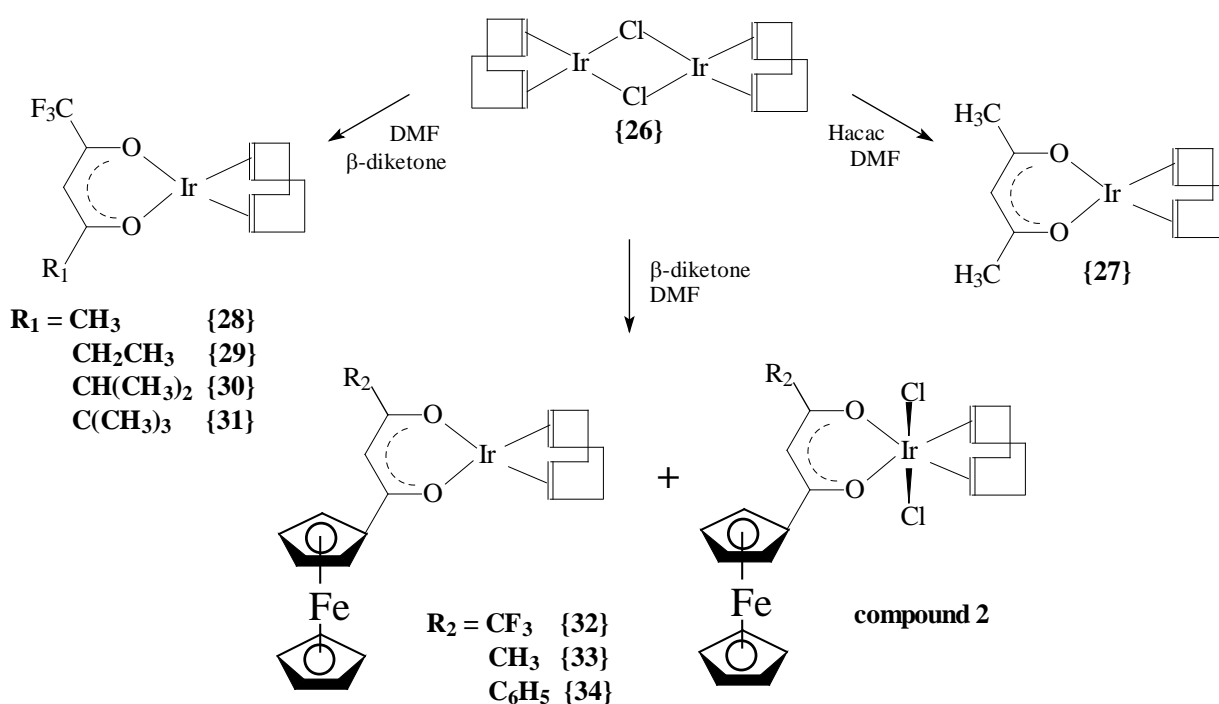 Cl
Ir Ir
Cl
{26}
DMF
β-diketone
Hacac
DMF
F3C
O
Ir
O
R1
H3C
O
Ir
O
H3C
{27}
β-diketone
DMF
R1 = CH3 {28}
CH2CH3 {29}
CH(CH3)2 {30}
C(CH3)3 {31}
R2
O
Ir
O
Fe
+
R2
Cl
O
Ir
O
Cl
Fe
compound 2
R2 = CF3 {32}
CH3 {33}
C6H5 {34}